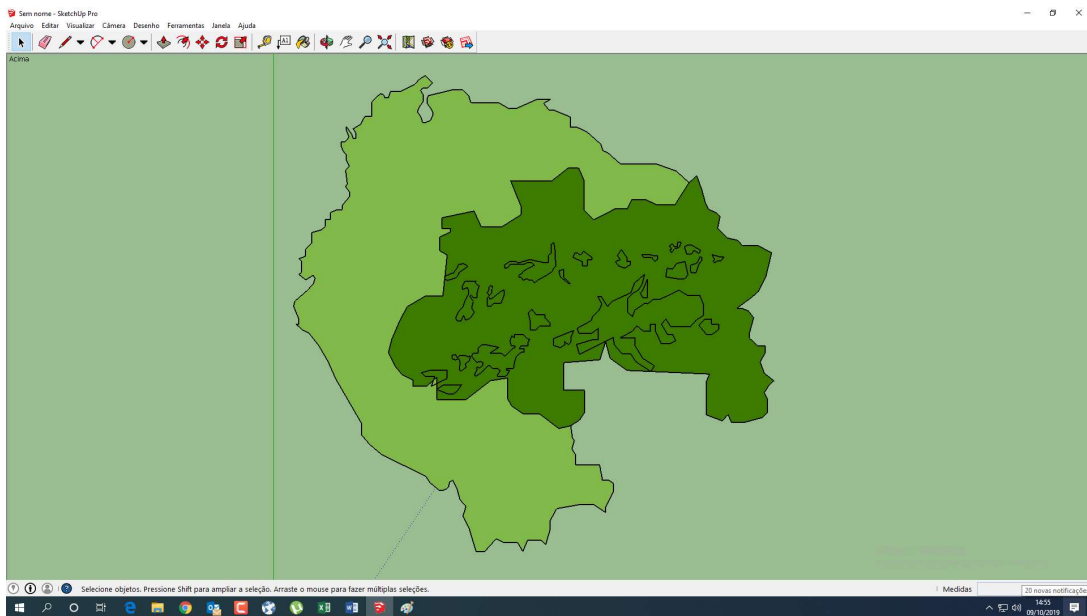 Sem nome - SketchUp Pro
Arquivo Editar Visualizar Câmera Desenho Ferramentas Janela Ajuda
Acima
Selecione objetos. Pressione Shift para ampliar a seleção. Arraste o mouse para fazer múltiplas seleções.
Medidas
20 novas notificações
14:55
09/10/2019